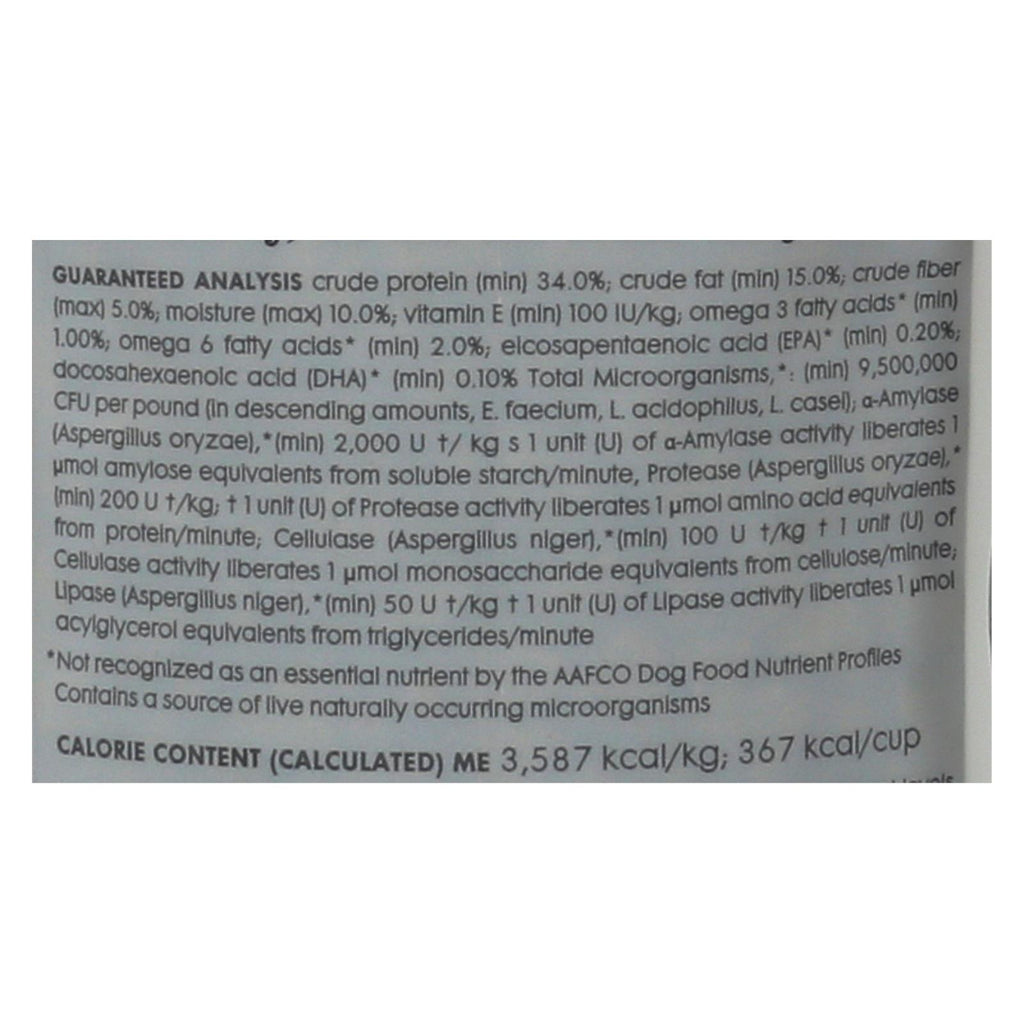 GUARANTEED ANALYSIS crude protein (min) 34.0%; crude fat (min) 15.0%; crude fiber
(max) 5.0%; moisture (max) 10.0%; vitamin E (min) 100 IU/kg; omega 3 fatty acids* (min)
1.00%; omega 6 fatty acids* (min) 2.0%; eicosapentaenoic acid (EPA)* (min) 0.20%;
docosahexaenoic acid (DHA)* (min) 0.10% Total Microorganisms,*: (min) 9,500,000
CFU per pound (in descending amounts, E. faecium, L. acidophilus, L. casei); α-Amylase
(Aspergillus oryzae),*(min) 2,000 U †/ kg s 1 unit (U) of α-Amylase activity liberates 1
µmol amylose equivalents from soluble starch/minute, Protease (Aspergillus oryzae),*
(min) 200 U †/kg; † 1 unit (U) of Protease activity liberates 1 µmol amino acid equivalents
from protein/minute; Cellulase (Aspergillus niger),*(min) 100 U †/kg † 1 unit (U) of
Cellulase activity liberates 1 µmol monosaccharide equivalents from cellulose/minute;
Lipase (Aspergillus niger),*(min) 50 U †/kg † 1 unit (U) of Lipase activity liberates 1 µmol
acylglycerol equivalents from triglycerides/minute
*Not recognized as an essential nutrient by the AAFCO Dog Food Nutrient Profiles
Contains a source of live naturally occurring microorganisms
CALORIE CONTENT (CALCULATED) ME 3,587 kcal/kg; 367 kcal/cup